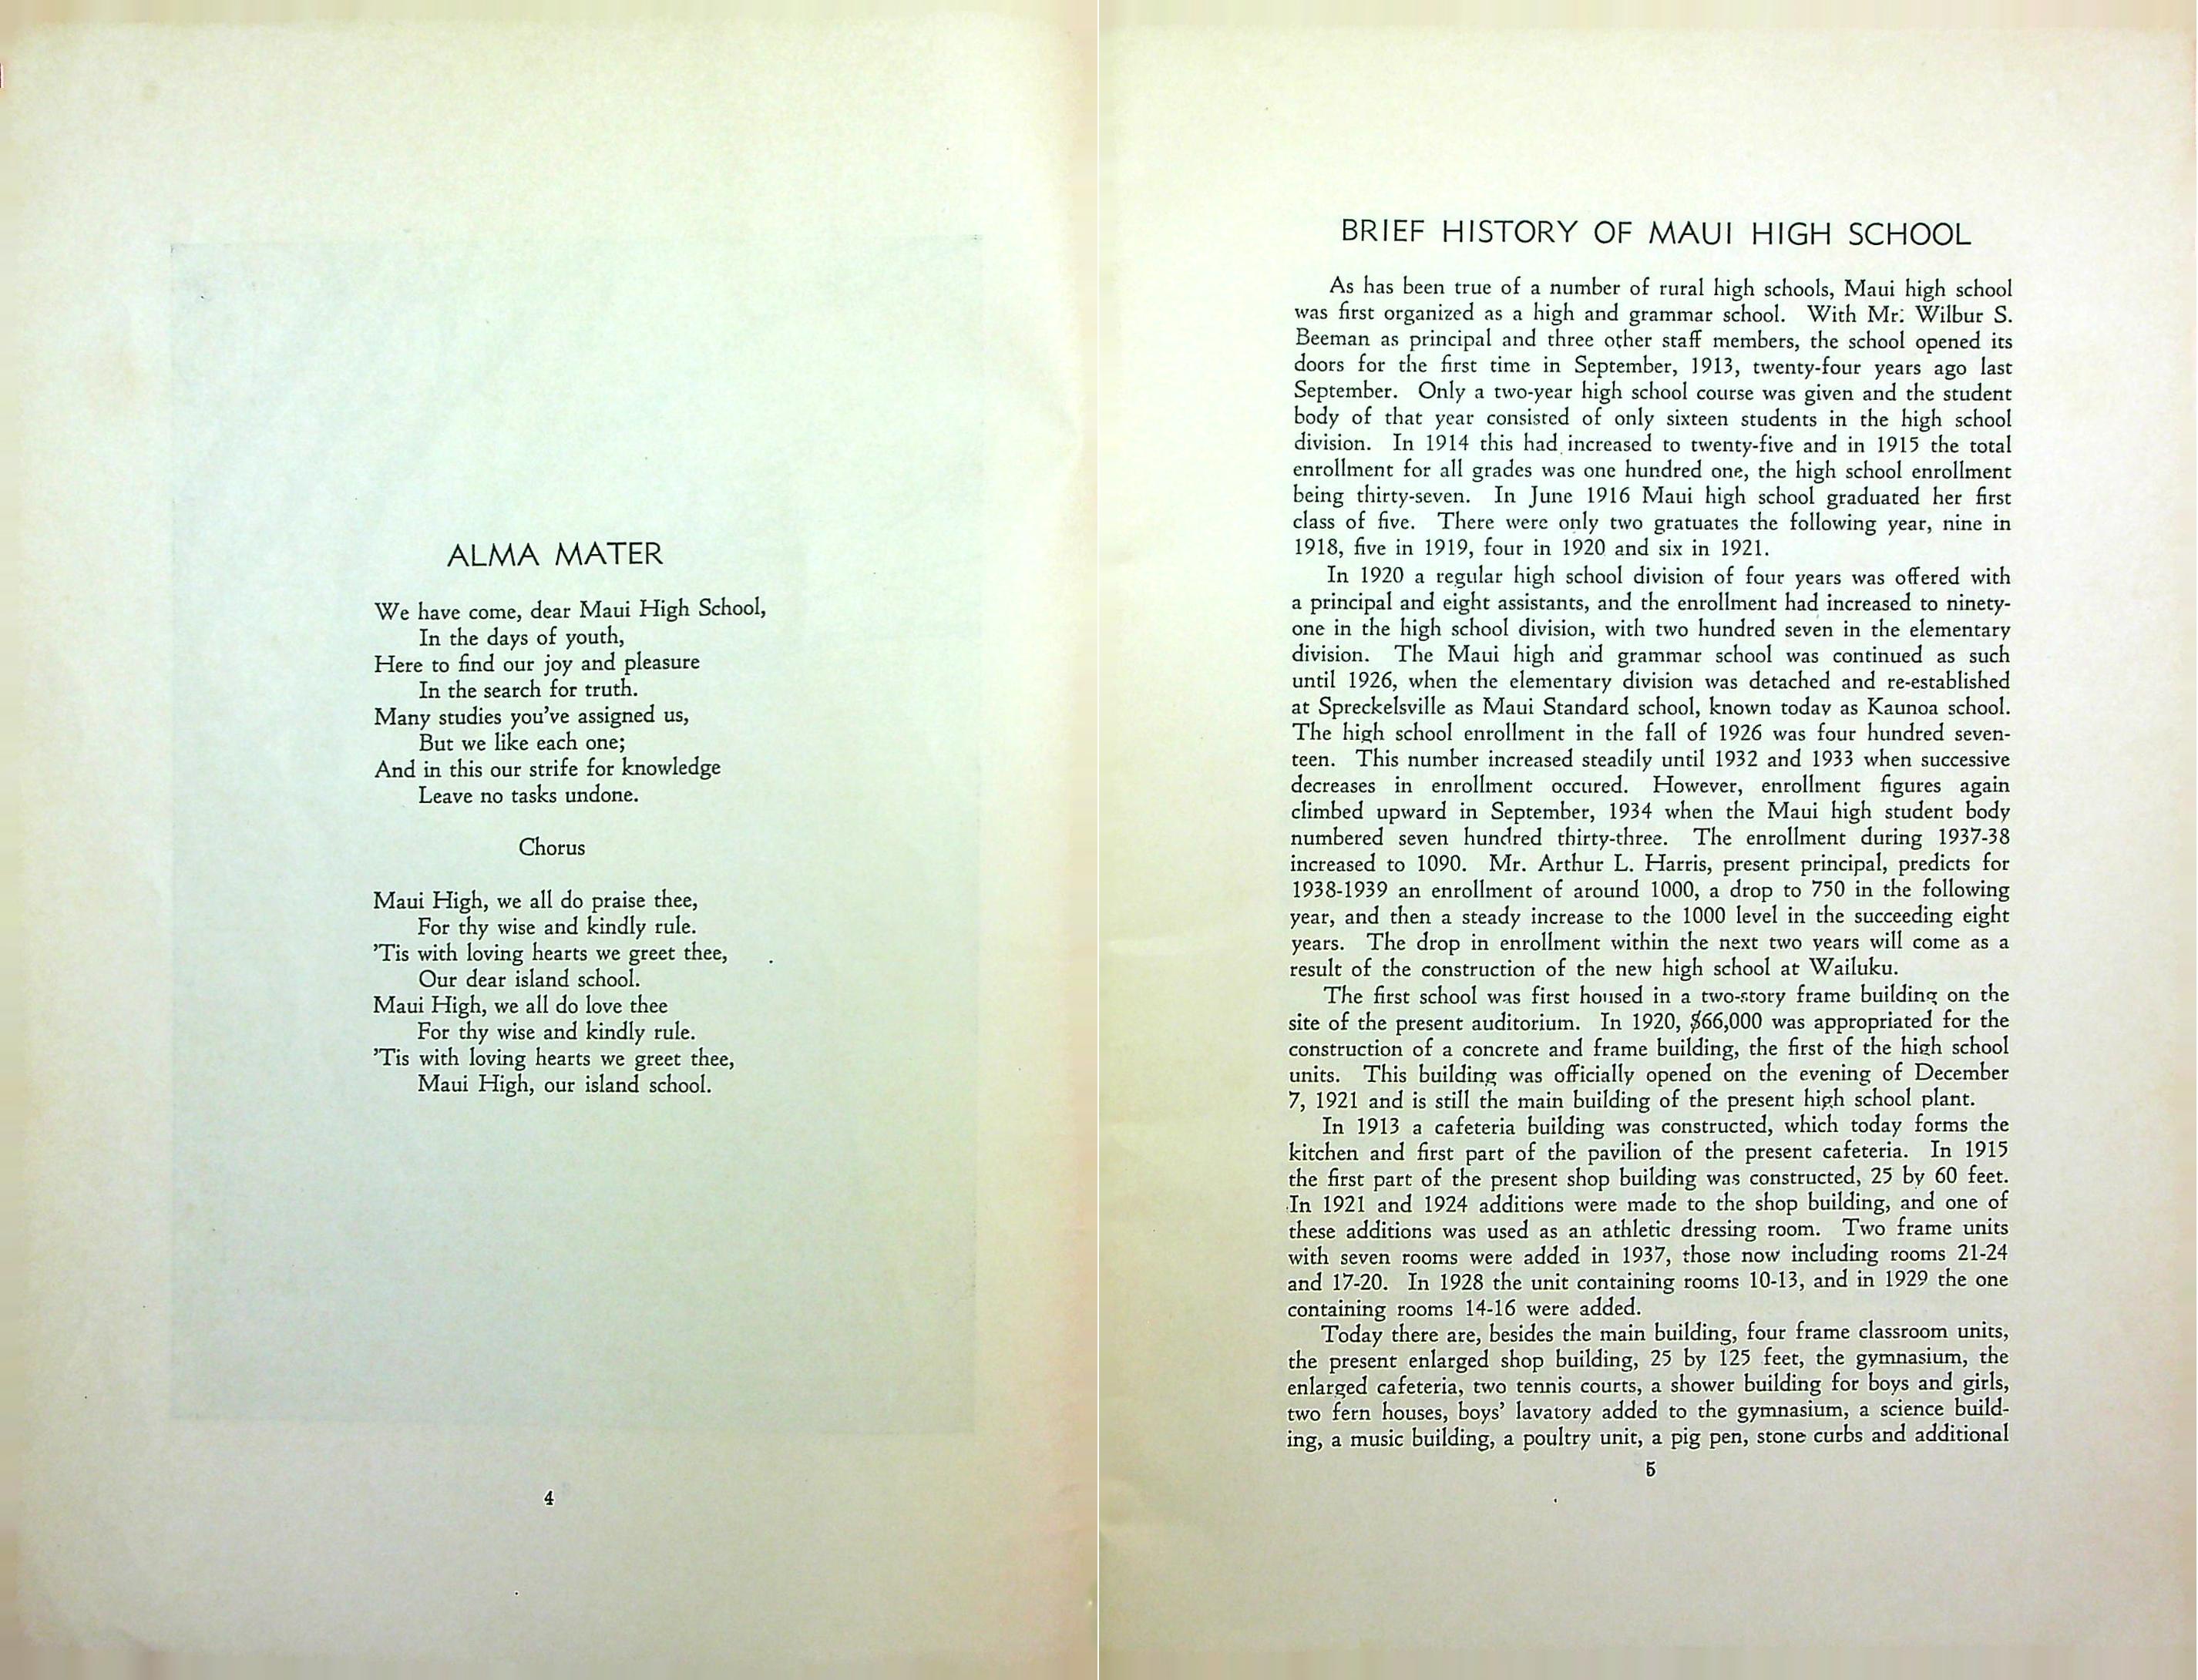 ALMA MATER
We have come, dear Maui High School,
In the days of youth,
Here to find our joy and pleasure
In the search for truth.
Many studies you've assigned us,
But we like each one;
And in this our strife for knowledge
Leave no tasks undone.
Chorus
Maui High, we all do praise thee,
For thy wise and kindly rule.
'Tis with loving hearts we greet thee,
Our dear island school.
Maui High, we all do love thee
For thy wise and kindly rule.
'Tis with loving hearts we greet thee,
Maui High, our island school.
4
BRIEF HISTORY OF MAUI HIGH SCHOOL
As has been true of a number of rural high schools, Maui high school
was first organized as a high and grammar school. With Mr. Wilbur S.
Beeman as principal and three other staff members, the school opened its
doors for the first time in September, 1913, twenty-four years ago last
September. Only a two-year high school course was given and the student
body of that year consisted of only sixteen students in the high school
division. In 1914 this had increased to twenty-five and in 1915 the total
enrollment for all grades was one hundred one, the high school enrollment
being thirty-seven. In June 1916 Maui high school graduated her first
class of five. There were only two gratuates the following year, nine in
1918, five in 1919, four in 1920 and six in 1921.
In 1920 a regular high school division of four years was offered with
a principal and eight assistants, and the enrollment had increased to ninety-
one in the high school division, with two hundred seven in the elementary
division. The Maui high and grammar school was continued as such
until 1926, when the elementary division was detached and re-established
at Spreckelsville as Maui Standard school, known today as Kaunoa school.
The high school enrollment in the fall of 1926 was four hundred seven-
teen. This number increased steadily until 1932 and 1933 when successive
decreases in enrollment occured. However, enrollment figures again
climbed upward in September, 1934 when the Maui high student body
numbered seven hundred thirty-three. The enrollment during 1937-38
increased to 1090. Mr. Arthur L. Harris, present principal, predicts for
1938-1939 an enrollment of around 1000, a drop to 750 in the following
year, and then a steady increase to the 1000 level in the succeeding eight
years. The drop in enrollment within the next two years will come as a
result of the construction of the new high school at Wailuku.
The first school was first housed in a two-story frame building on the
site of the present auditorium. In 1920, $66,000 was appropriated for the
construction of a concrete and frame building, the first of the high school
units. This building was officially opened on the evening of December
7, 1921 and is still the main building of the present high school plant.
In 1913 a cafeteria building was constructed, which today forms the
kitchen and first part of the pavilion of the present cafeteria. In 1915
the first part of the present shop building was constructed, 25 by 60 feet.
In 1921 and 1924 additions were made to the shop building, and one of
these additions was used as an athletic dressing room. Two frame units
with seven rooms were added in 1937, those now including rooms 21-24
and 17-20. In 1928 the unit containing rooms 10-13, and in 1929 the one
containing rooms 14-16 were added.
Today there are, besides the main building, four frame classroom units,
the present enlarged shop building, 25 by 125 feet, the gymnasium, the
enlarged cafeteria, two tennis courts, a shower building for boys and girls,
two fern houses, boys' lavatory added to the gymnasium, a science build-
ing, a music building, a poultry unit, a pig pen, stone curbs and additional
5